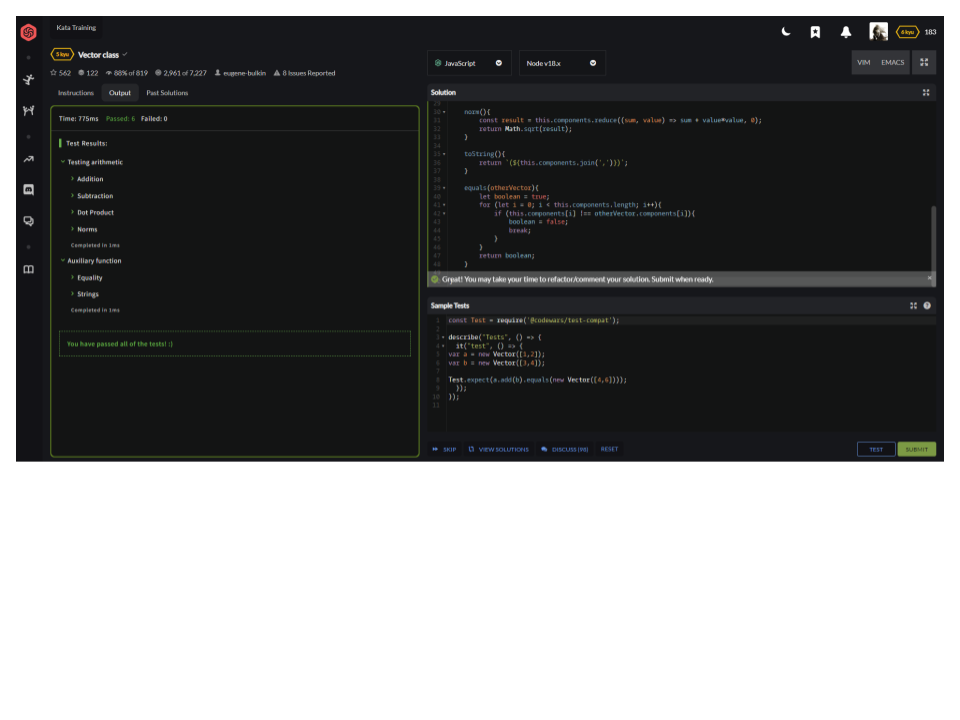 Kata Training
6 kyu 183
5 kyu Vector class
562 122 88% of 819 2,961 of 7,227 eugene-bulkin 8 Issues Reported
JavaScript Node v18.x VIM EMACS
Instructions Output Past Solutions
Time: 775ms Passed: 6 Failed: 0
Test Results:
Testing arithmetic
Addition
Subtraction
Dot Product
Norms
Completed in 1ms
Auxiliary function
Equality
Strings
Completed in 1ms
You have passed all of the tests! :)
Solution
29
30 norm(){
31 const result = this.components.reduce((sum, value) => sum + value*value, 0);
32 return Math.sqrt(result);
33 }
34
35 toString(){
36 return `(${this.components.join(',')})`;
37 }
38
39 equals(otherVector){
40 let boolean = true;
41 for (let i = 0; i < this.components.length; i++){
42 if (this.components[i] !== otherVector.components[i]){
43 boolean = false;
44 break;
45 }
46 }
47 return boolean;
48 }
Great! You may take your time to refactor/comment your solution. Submit when ready. ×
Sample Tests
1 const Test = require('@codewars/test-compat');
2
3 describe("Tests", () => {
4 it("test", () => {
5 var a = new Vector([1,2]);
6 var b = new Vector([3,4]);
7
8 Test.expect(a.add(b).equals(new Vector([4,6])));
9 });
10 });
11
SKIP VIEW SOLUTIONS DISCUSS (98) RESET TEST SUBMIT